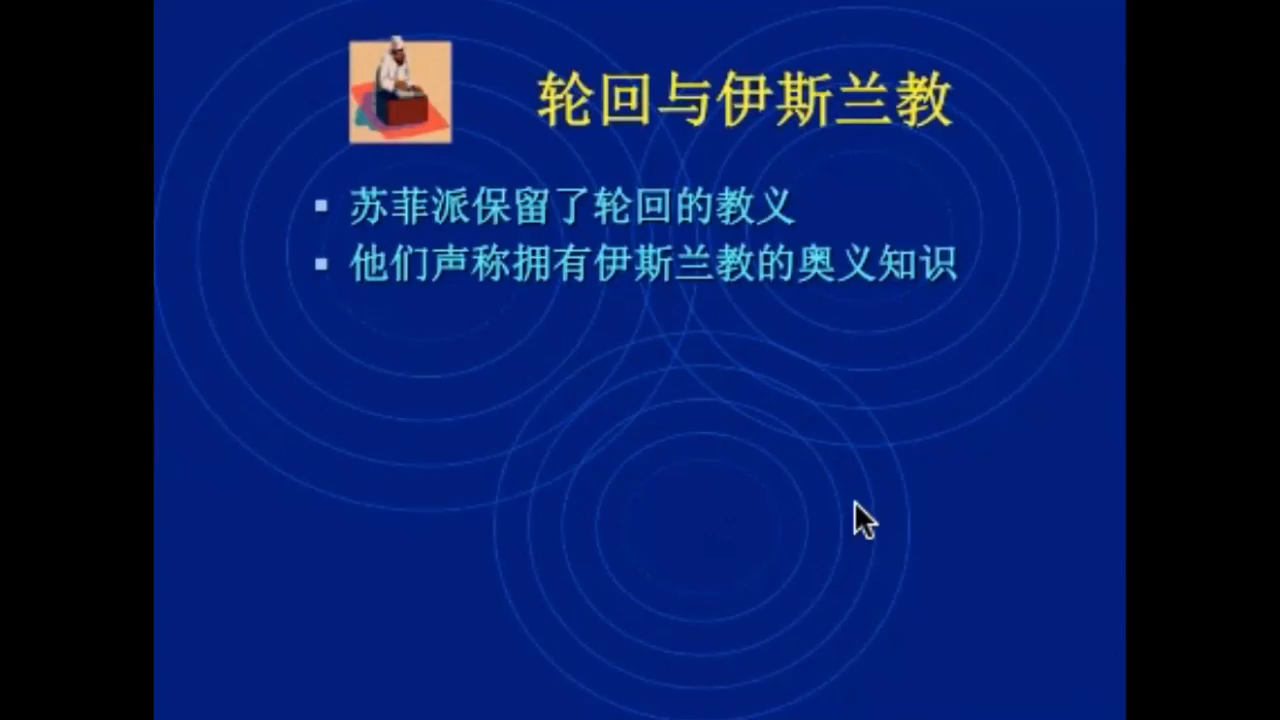 轮回与伊斯兰教
▪ 苏菲派保留了轮回的教义
▪ 他们声称拥有伊斯兰教的奥义知识